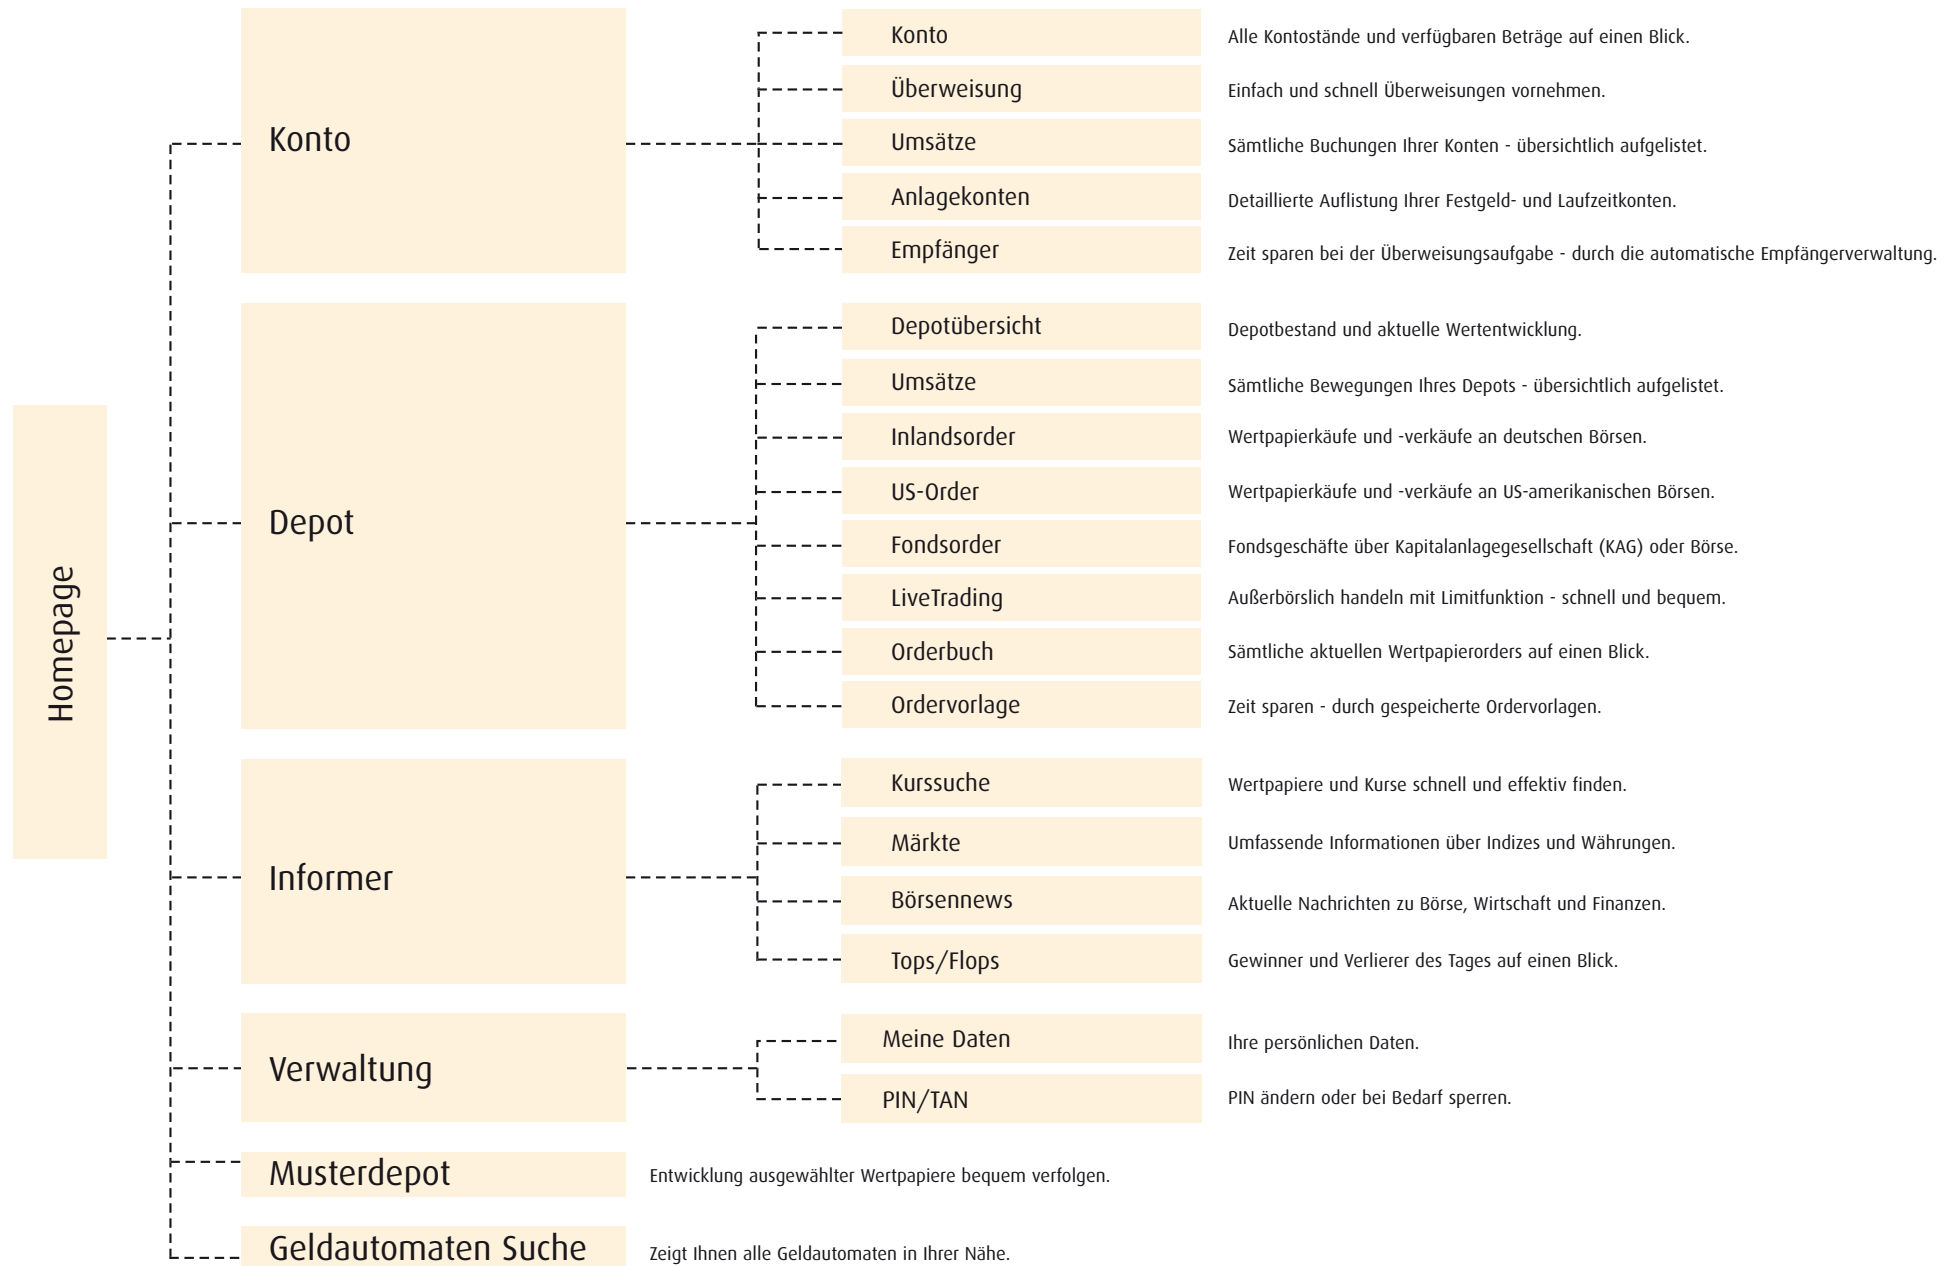 Homepage
Konto
Konto
Alle Kontostände und verfügbaren Beträge auf einen Blick.
Überweisung
Einfach und schnell Überweisungen vornehmen.
Umsätze
Sämtliche Buchungen Ihrer Konten - übersichtlich aufgelistet.
Anlagekonten
Detaillierte Auflistung Ihrer Festgeld- und Laufzeitkonten.
Empfänger
Zeit sparen bei der Überweisungsaufgabe - durch die automatische Empfängerverwaltung.
Depot
Depotübersicht
Depotbestand und aktuelle Wertentwicklung.
Umsätze
Sämtliche Bewegungen Ihres Depots - übersichtlich aufgelistet.
Inlandsorder
Wertpapierkäufe und -verkäufe an deutschen Börsen.
US-Order
Wertpapierkäufe und -verkäufe an US-amerikanischen Börsen.
Fondsorder
Fondsgeschäfte über Kapitalanlagegesellschaft (KAG) oder Börse.
LiveTrading
Außerbörslich handeln mit Limitfunktion - schnell und bequem.
Orderbuch
Sämtliche aktuellen Wertpapierorders auf einen Blick.
Ordervorlage
Zeit sparen - durch gespeicherte Ordervorlagen.
Informer
Kurssuche
Wertpapiere und Kurse schnell und effektiv finden.
Märkte
Umfassende Informationen über Indizes und Währungen.
Börsennews
Aktuelle Nachrichten zu Börse, Wirtschaft und Finanzen.
Tops/Flops
Gewinner und Verlierer des Tages auf einen Blick.
Verwaltung
Meine Daten
Ihre persönlichen Daten.
PIN/TAN
PIN ändern oder bei Bedarf sperren.
Musterdepot
Entwicklung ausgewählter Wertpapiere bequem verfolgen.
Geldautomaten Suche
Zeigt Ihnen alle Geldautomaten in Ihrer Nähe.